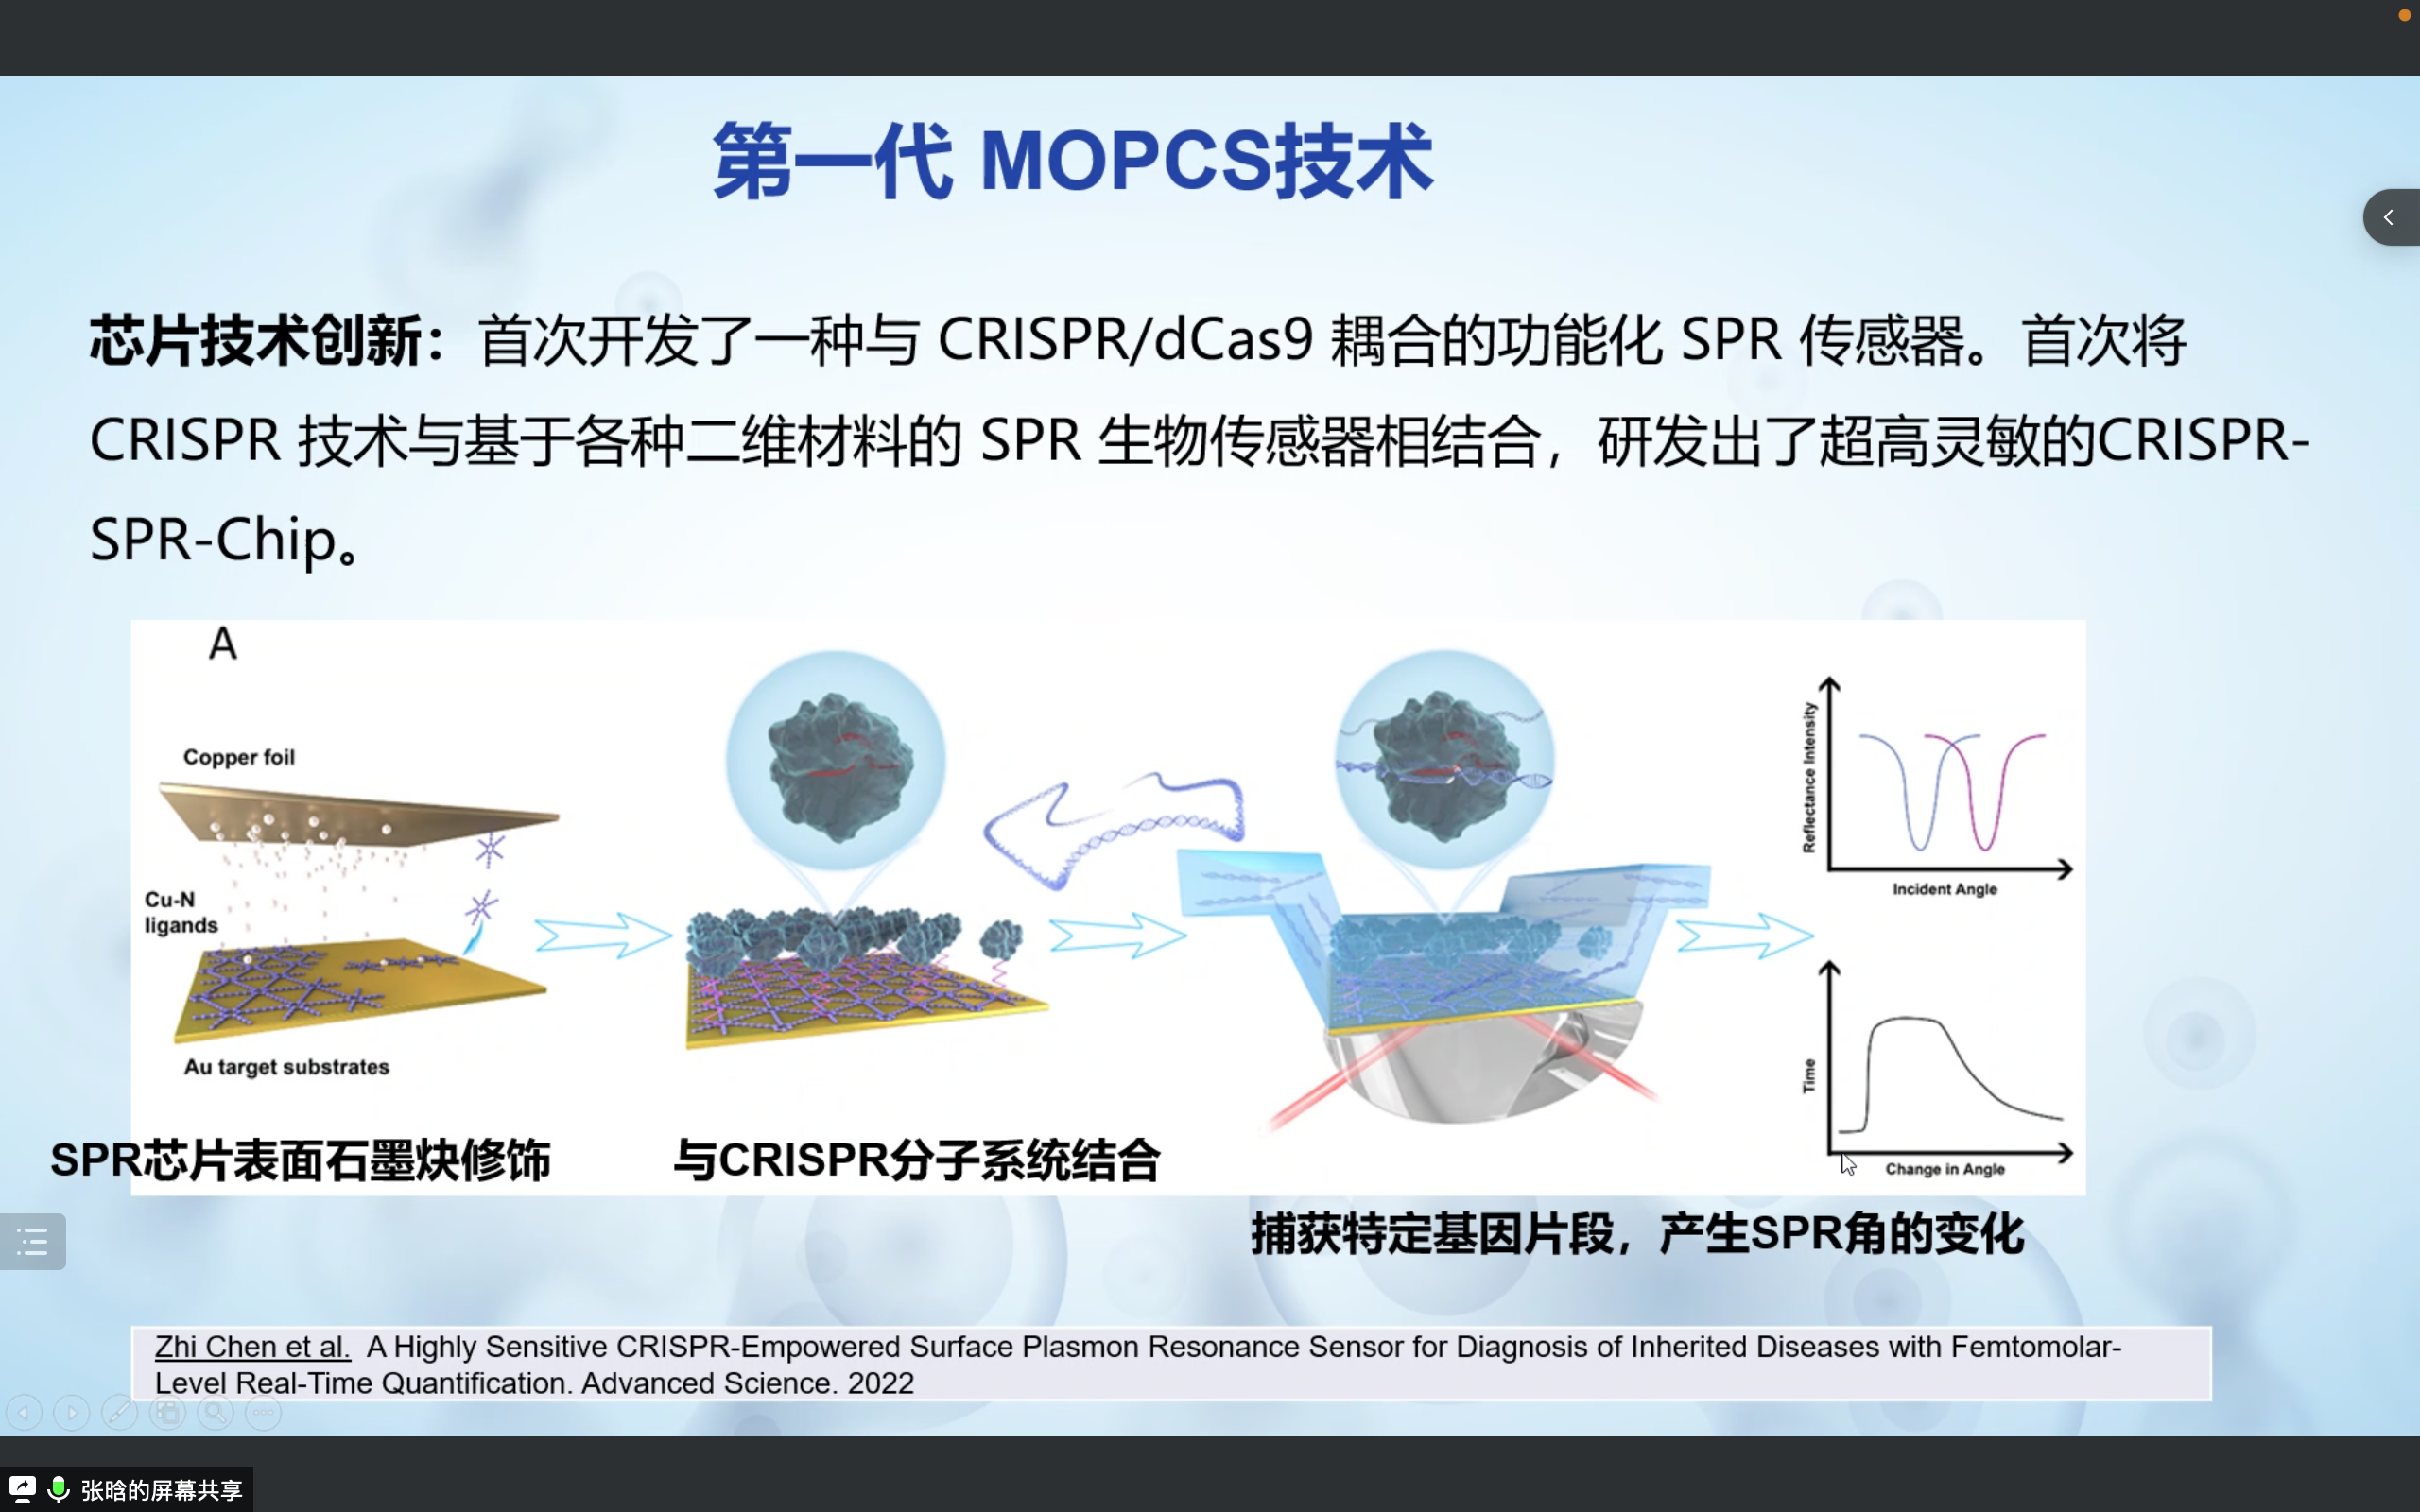 第一代 MOPCS技术
芯片技术创新：首次开发了一种与 CRISPR/dCas9 耦合的功能化 SPR 传感器。首次将
CRISPR 技术与基于各种二维材料的 SPR 生物传感器相结合，研发出了超高灵敏的CRISPR-
SPR-Chip。
A
Copper foil
Cu-N
ligands
Au target substrates
Reflectance Intensity
Incident Angle
Time
Change in Angle
SPR芯片表面石墨炔修饰
与CRISPR分子系统结合
捕获特定基因片段，产生SPR角的变化
Zhi Chen et al. A Highly Sensitive CRISPR-Empowered Surface Plasmon Resonance Sensor for Diagnosis of Inherited Diseases with Femtomolar-
Level Real-Time Quantification. Advanced Science. 2022
张晗的屏幕共享